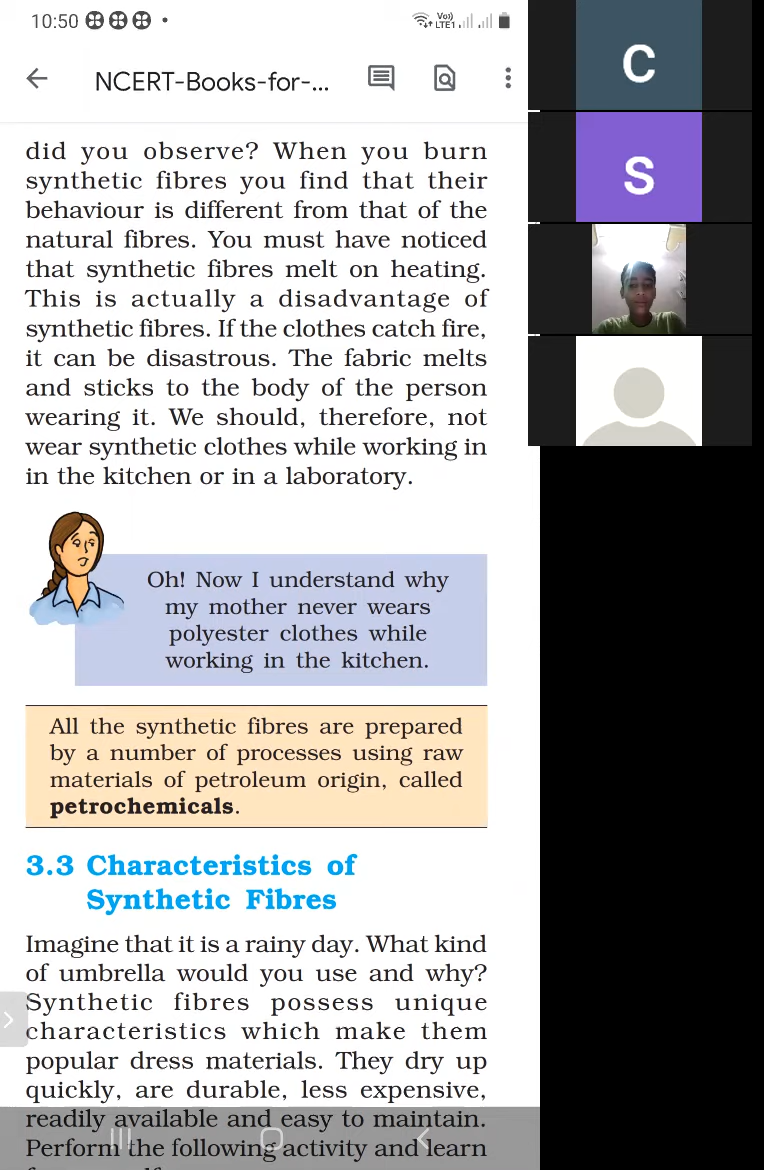 10:50
Vo))
LTE1
NCERT-Books-for-...
C
S
did you observe? When you burn
synthetic fibres you find that their
behaviour is different from that of the
natural fibres. You must have noticed
that synthetic fibres melt on heating.
This is actually a disadvantage of
synthetic fibres. If the clothes catch fire,
it can be disastrous. The fabric melts
and sticks to the body of the person
wearing it. We should, therefore, not
wear synthetic clothes while working in
in the kitchen or in a laboratory.
Oh! Now I understand why
my mother never wears
polyester clothes while
working in the kitchen.
All the synthetic fibres are prepared
by a number of processes using raw
materials of petroleum origin, called
petrochemicals.
3.3 Characteristics of
Synthetic Fibres
Imagine that it is a rainy day. What kind
of umbrella would you use and why?
Synthetic fibres possess unique
characteristics which make them
popular dress materials. They dry up
quickly, are durable, less expensive,
readily available and easy to maintain.
Perform the following activity and learn